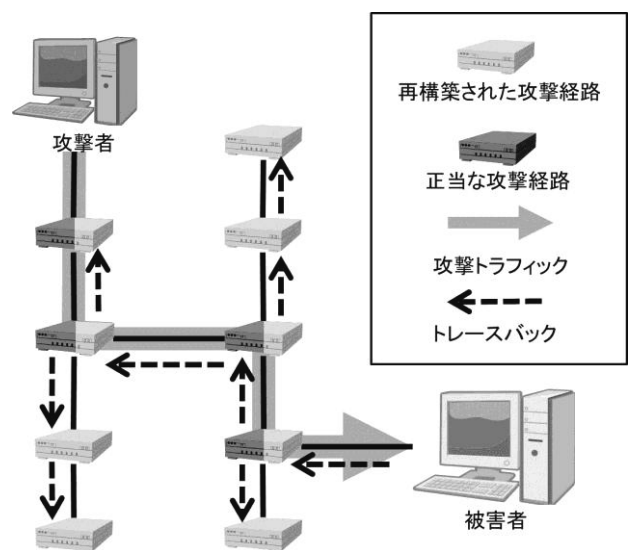 攻撃者
再構築された攻撃経路
正当な攻撃経路
攻撃トラフィック
トレースバック
被害者